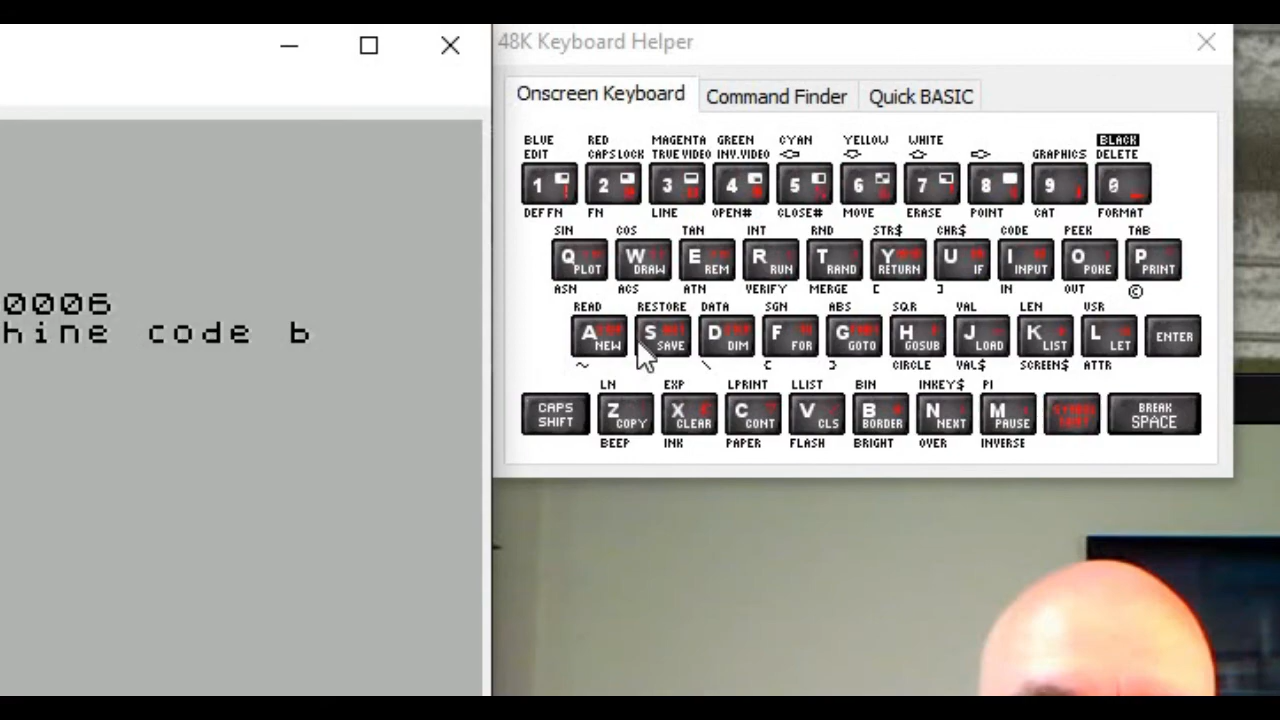 48K Keyboard Helper
Onscreen Keyboard Command Finder Quick BASIC
0006
hine code b
BLUE RED MAGENTA GREEN CYAN YELLOW WHITE BLACK
EDIT CAPS LOCK TRUE VIDEO INV.VIDEO GRAPHICS DELETE
1 2 3 4 5 6 7 8 9 0
DEF FN FN LINE OPEN# CLOSE# MOVE ERASE POINT CAT FORMAT
SIN COS TAN INT RND STR$ CHR$ CODE PEEK TAB
Q PLOT W DRAW E REM R RUN T RAND Y RETURN U IF I INPUT O POKE P PRINT
ASN ACS ATN VERIFY MERGE [ ] IN OUT ©
READ RESTORE DATA SGN ABS SQR VAL LEN USR
A NEW S SAVE D DIM F FOR G GOTO H GOSUB J LOAD K LIST L LET ENTER
~ \ { } CIRCLE VAL$ SCREEN$ ATTR
LN EXP LPRINT LLIST BIN INKEY$ PI
CAPS SHIFT Z COPY X CLEAR C CONT V CLS B BORDER N NEXT M PAUSE SYMBOL SHIFT BREAK SPACE
BEEP INK PAPER FLASH BRIGHT OVER INVERSE